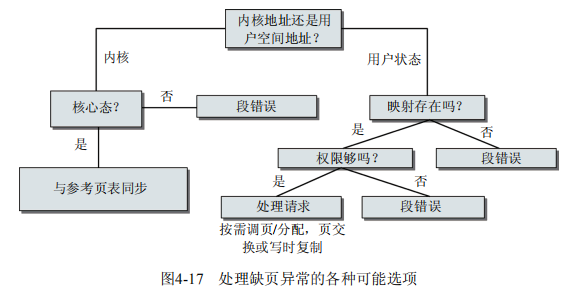 内核地址还是用
户空间地址？
内核
用户状态
核心态？
否
段错误
映射存在吗？
是
是
否
与参考页表同步
权限够吗？
段错误
是
否
处理请求
段错误
按需调页/分配，页交
换或写时复制
图4-17 处理缺页异常的各种可能选项